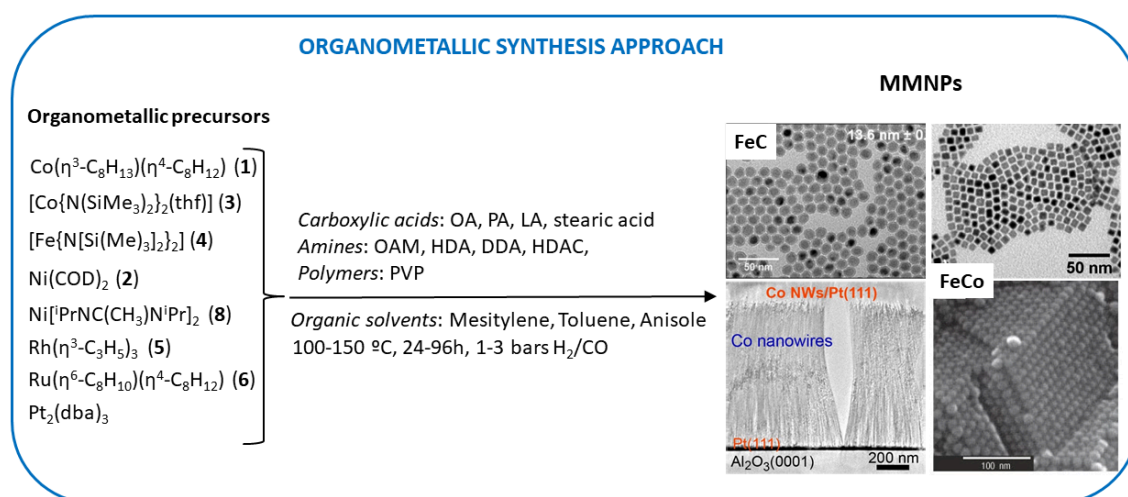 ORGANOMETALLIC SYNTHESIS APPROACH
Organometallic precursors
Co(η³-C₈H₁₃)(η⁴-C₈H₁₂) (1)
[Co{N(SiMe₃)₂}₂(thf)] (3)
[Fe{N[Si(Me)₃]₂}₂] (4)
Ni(COD)₂ (2)
Ni[ⁱPrNC(CH₃)NⁱPr]₂ (8)
Rh(η³-C₃H₅)₃ (5)
Ru(η⁶-C₈H₁₀)(η⁴-C₈H₁₂) (6)
Pt₂(dba)₃
Carboxylic acids: OA, PA, LA, stearic acid
Amines: OAM, HDA, DDA, HDAC,
Polymers: PVP
Organic solvents: Mesitylene, Toluene, Anisole
100-150 ºC, 24-96h, 1-3 bars H₂/CO
MMNPs
FeC
13.6 nm ± 0.
50 nm
50 nm
Co NWs/Pt(111)
Co nanowires
Pt(111)
Al₂O₃(0001)
200 nm
FeCo
100 nm